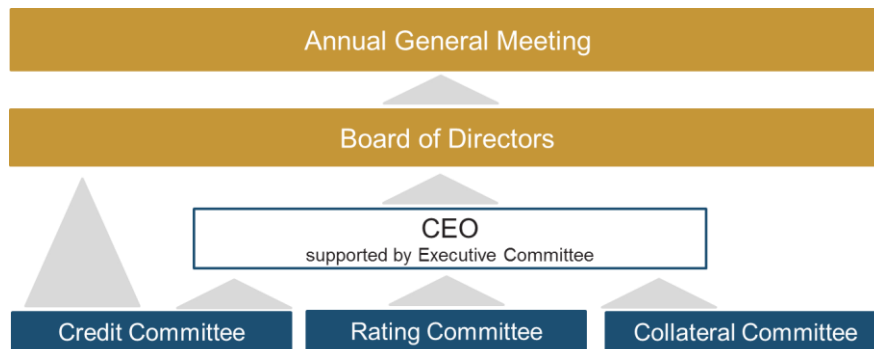 Annual General Meeting
Board of Directors
CEO
supported by Executive Committee
Credit Committee
Rating Committee
Collateral Committee